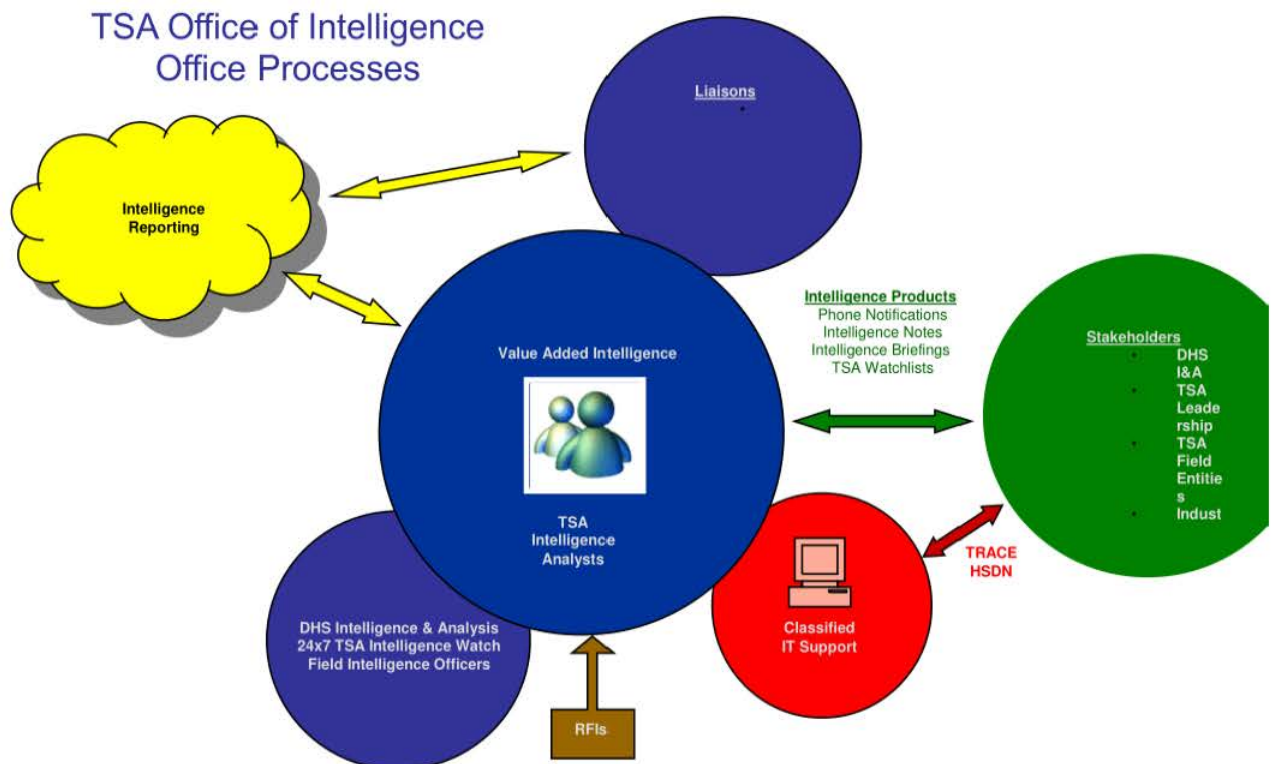 TSA Office of Intelligence
Office Processes
Liaisons
•
Intelligence
Reporting
Intelligence Products
Phone Notifications
Intelligence Notes
Intelligence Briefings
TSA Watchlists
Stakeholders
• DHS
I&A
• TSA
Leade
rship
• TSA
Field
Entitie
s
• Indust
Value Added Intelligence
TSA
Intelligence
Analysts
TRACE
HSDN
Classified
IT Support
DHS Intelligence & Analysis
24x7 TSA Intelligence Watch
Field Intelligence Officers
RFIs